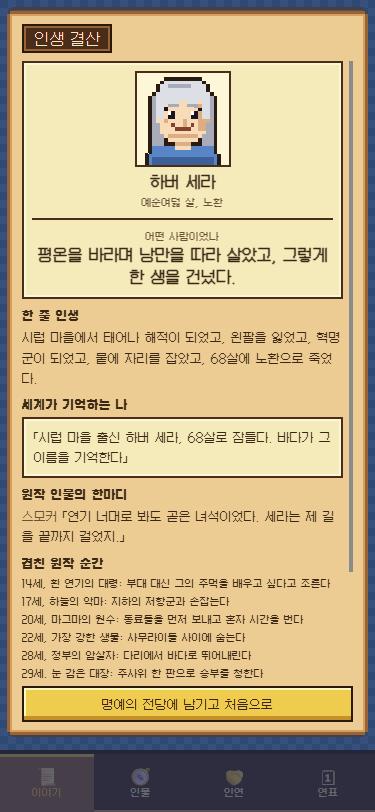 인생 결산
하버 세라
예순여덟 살, 노환
어떤 사람이었나
평온을 바라며 낭만을 따라 살았고, 그렇게
한 생을 건넜다.
한 줄 인생
시럽 마을에서 태어나 해적이 되었고, 왼팔을 잃었고, 혁명
군이 되었고, 뭍에 자리를 잡았고, 68살에 노환으로 죽었
다.
세계가 기억하는 나
「시럽 마을 출신 하버 세라, 68살로 잠들다. 바다가 그
이름을 기억한다」
원작 인물의 한마디
스모커 「연기 너머로 봐도 곧은 녀석이었다. 세라는 제 길
을 끝까지 걸었지.」
겹친 원작 순간
14세, 흰 연기의 대령: 부대 대신 그의 주먹을 배우고 싶다고 조른다
17세, 하늘의 악마: 지하의 저항군과 손잡는다
20세, 마그마의 원수: 동료들을 먼저 보내고 혼자 시간을 번다
22세, 가장 강한 생물: 사무라이들 사이에 숨는다
28세, 정부의 암살자: 다리에서 바다로 뛰어내린다
29세, 눈 감은 대장: 주사위 한 판으로 승부를 청한다
명예의 전당에 남기고 처음으로
이야기
인물
인연
연표